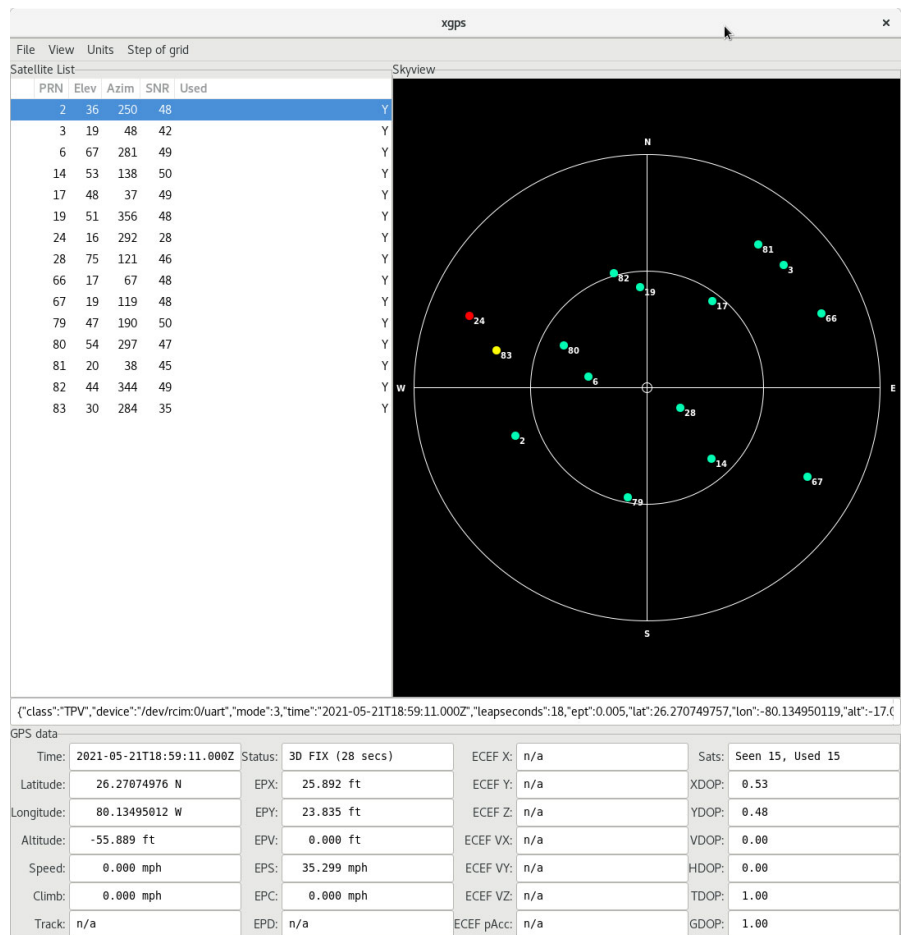 xgps ×
File View Units Step of grid
Satellite List
PRN Elev Azim SNR Used
2 36 250 48 Y
3 19 48 42 Y
6 67 281 49 Y
14 53 138 50 Y
17 48 37 49 Y
19 51 356 48 Y
24 16 292 28 Y
28 75 121 46 Y
66 17 67 48 Y
67 19 119 48 Y
79 47 190 50 Y
80 54 297 47 Y
81 20 38 45 Y
82 44 344 49 Y
83 30 284 35 Y
Skyview
N
81
3
82
19
17
66
24
83
80
6
W
E
28
2
14
67
79
S
{"class":"TPV","device":"/dev/rcim:0/uart","mode":3,"time":"2021-05-21T18:59:11.000Z","leapseconds":18,"ept":0.005,"lat":26.270749757,"lon":-80.134950119,"alt":-17.0
GPS data
Time: 2021-05-21T18:59:11.000Z Status: 3D FIX (28 secs) ECEF X: n/a Sats: Seen 15, Used 15
Latitude: 26.27074976 N EPX: 25.892 ft ECEF Y: n/a XDOP: 0.53
Longitude: 80.13495012 W EPY: 23.835 ft ECEF Z: n/a YDOP: 0.48
Altitude: -55.889 ft EPV: 0.000 ft ECEF VX: n/a VDOP: 0.00
Speed: 0.000 mph EPS: 35.299 mph ECEF VY: n/a HDOP: 0.00
Climb: 0.000 mph EPC: 0.000 mph ECEF VZ: n/a TDOP: 1.00
Track: n/a EPD: n/a ECEF pAcc: n/a GDOP: 1.00